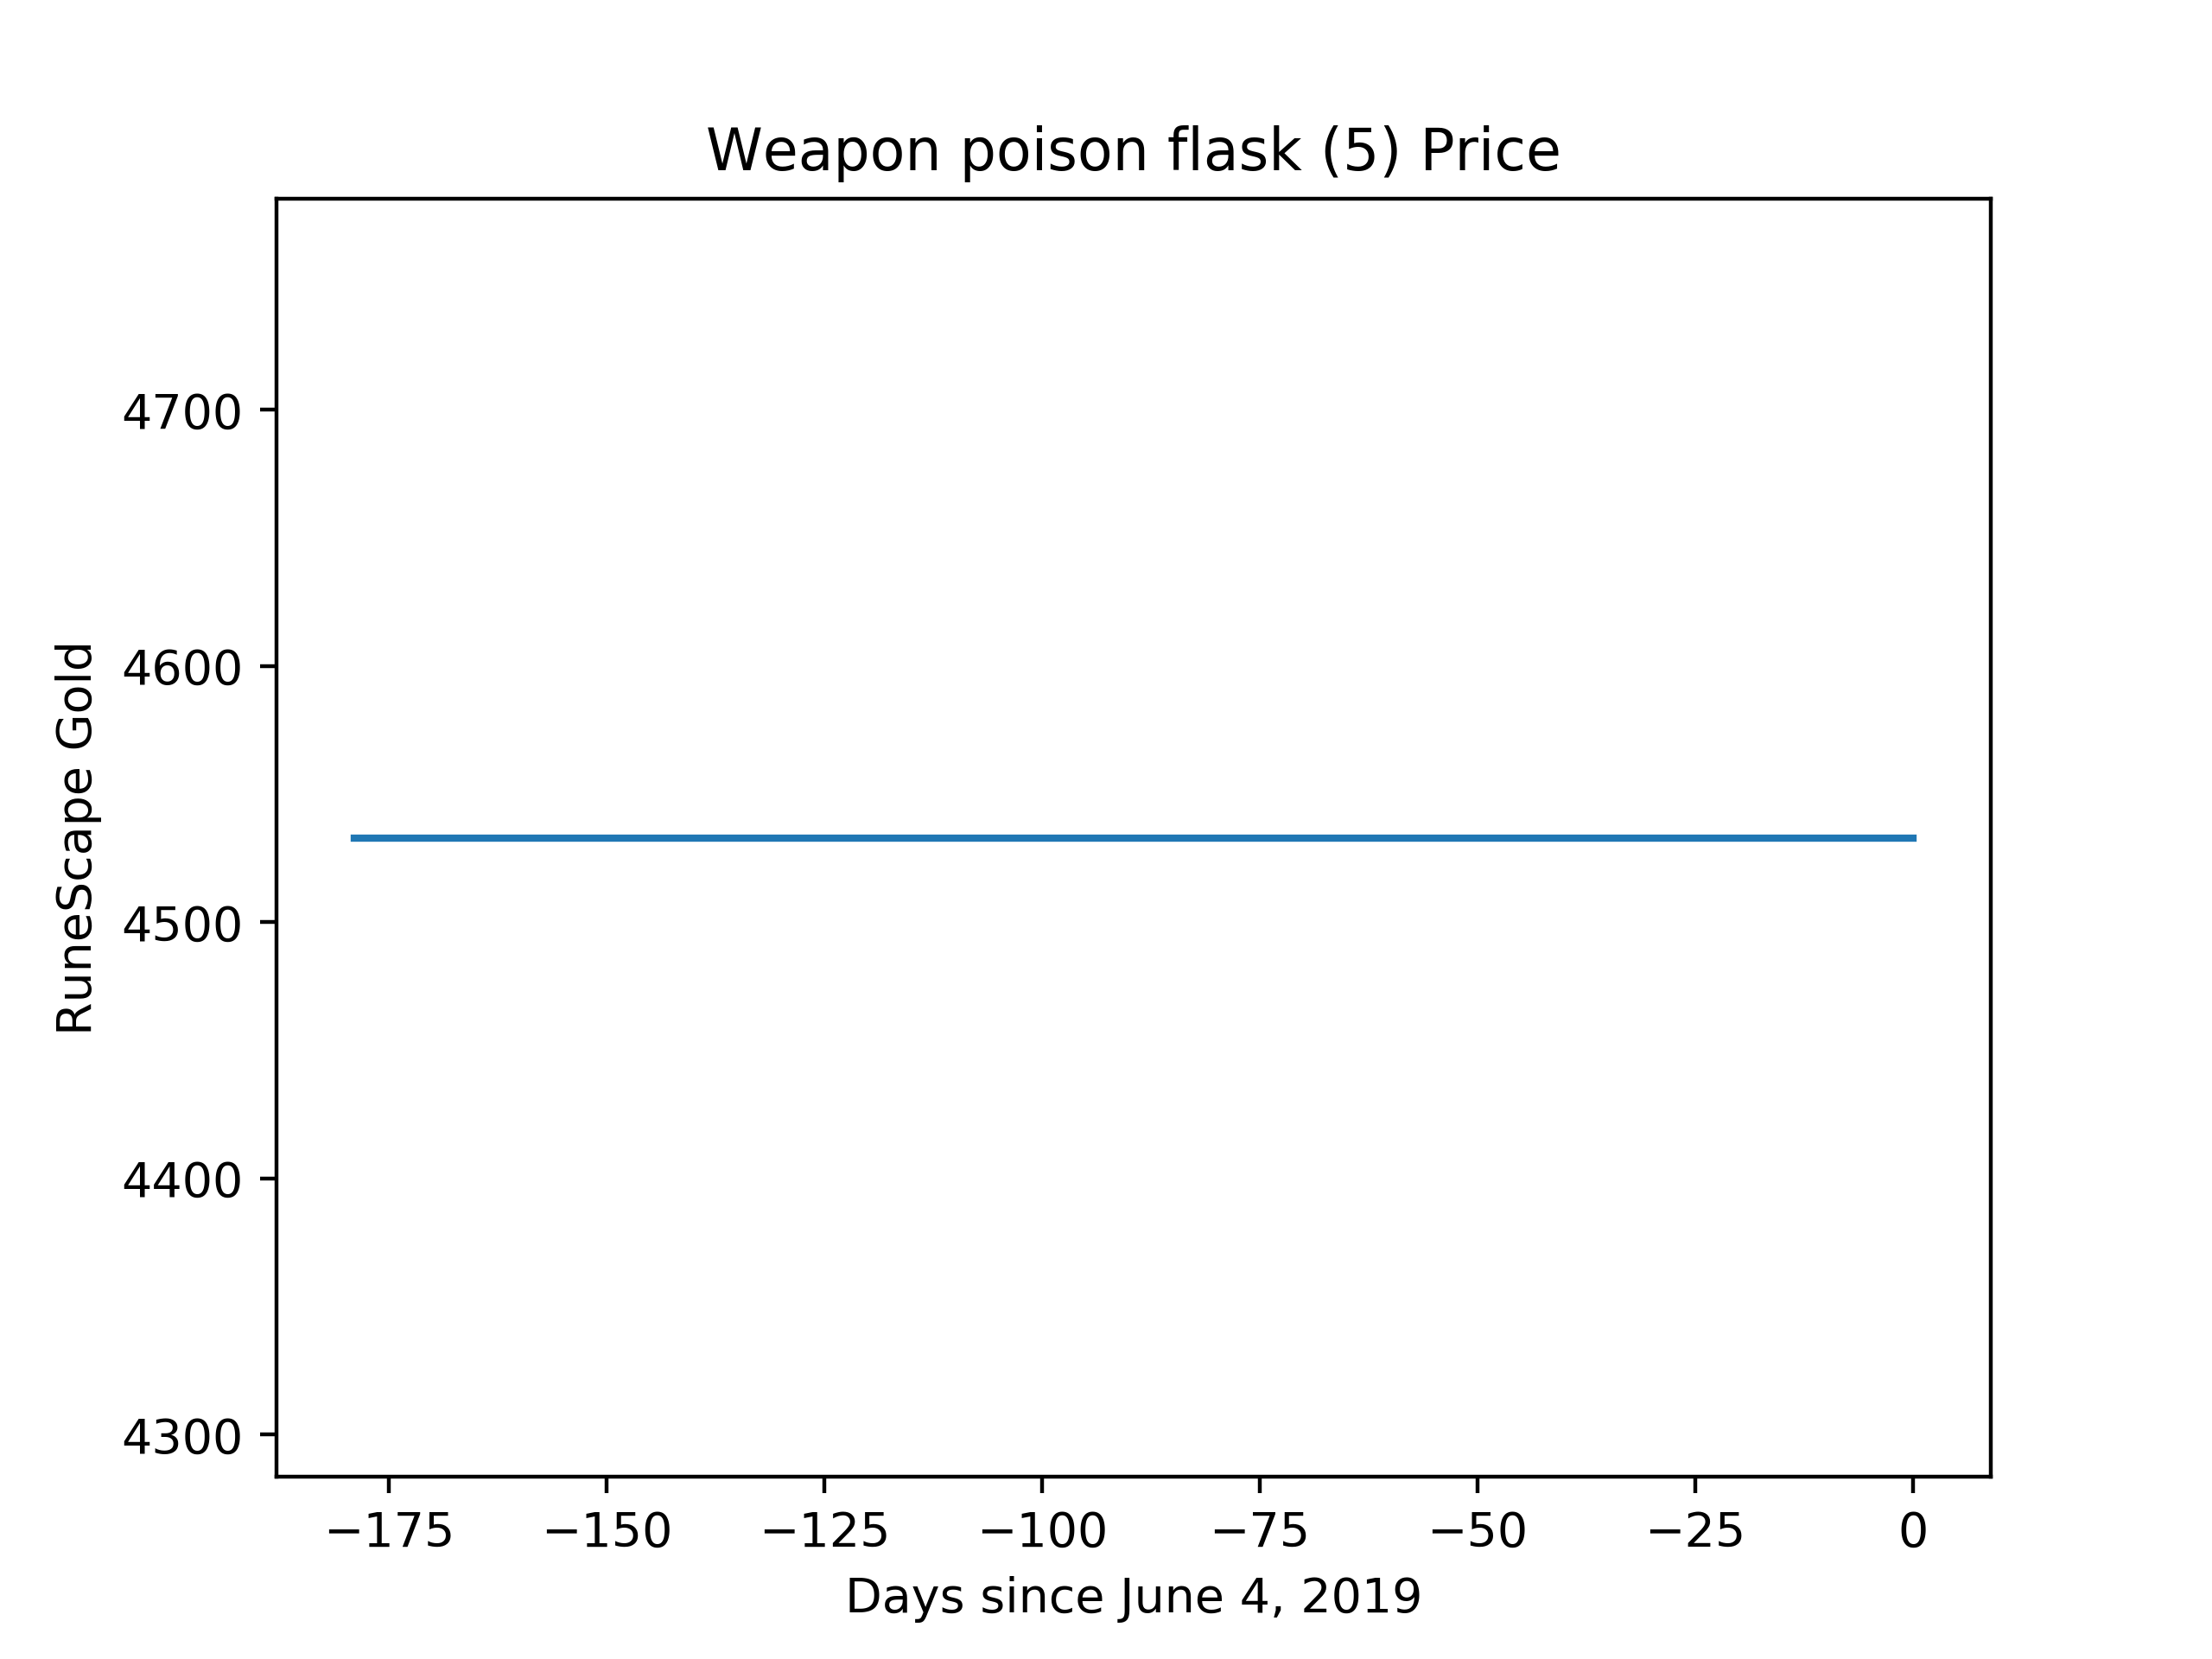 Weapon poison flask (5) Price
RuneScape Gold
4700
4600
4500
4400
4300
−175 −150 −125 −100 −75 −50 −25 0
Days since June 4, 2019